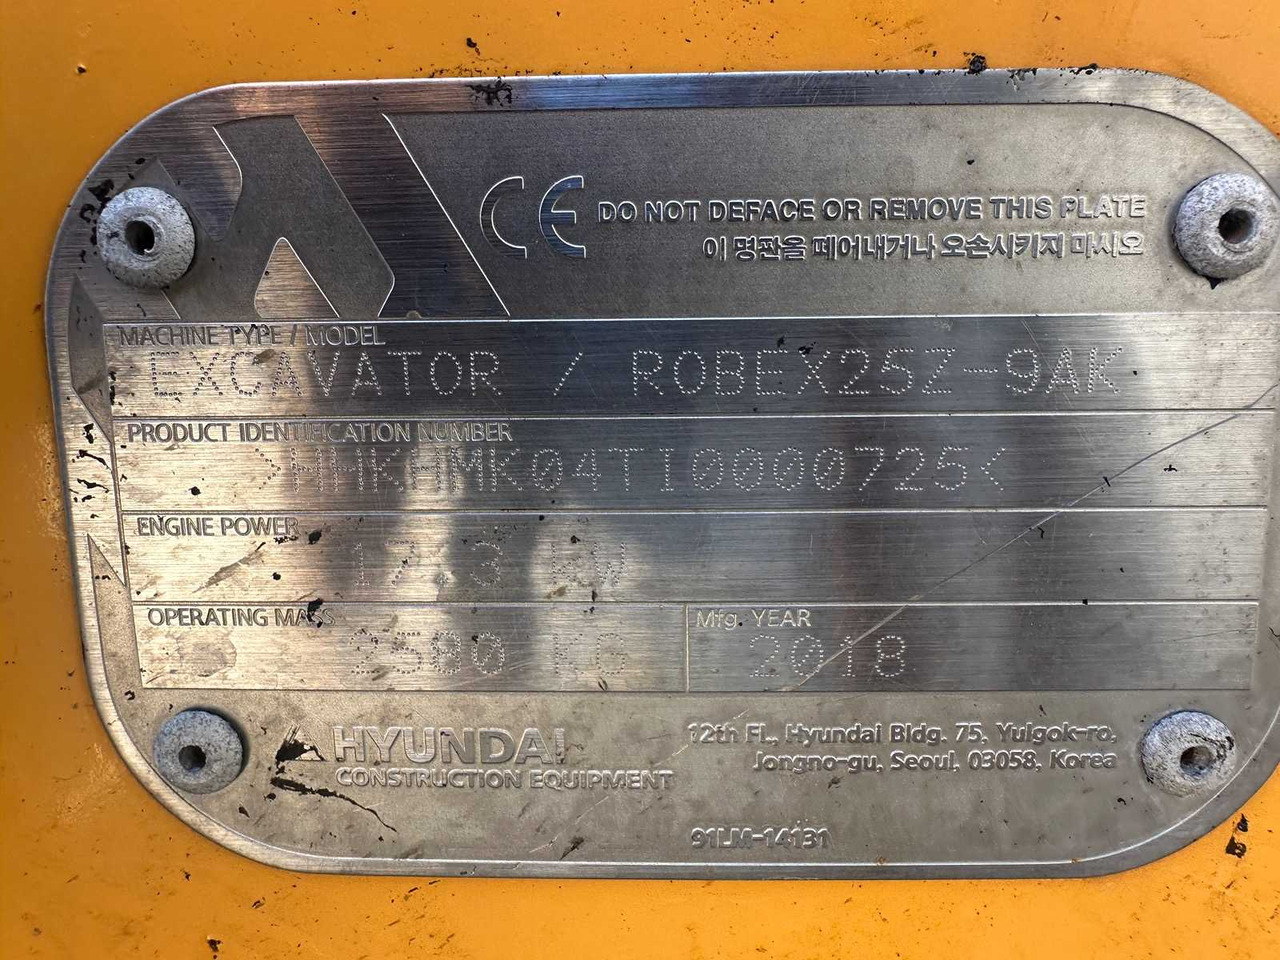 CE DO NOT DEFACE OR REMOVE THIS PLATE
이 명판을 떼어내거나 오손시키지 마시오
MACHINE TYPE / MODEL
EXCAVATOR / ROBEX25Z-9AK
PRODUCT IDENTIFICATION NUMBER
>HHKHMK04TI0000725<
ENGINE POWER
17.3 KW
OPERATING MASS
2580 KG
Mfg. YEAR
2018
HYUNDAI
CONSTRUCTION EQUIPMENT
12th FL., Hyundai Bldg. 75, Yulgok-ro,
Jongno-gu, Seoul, 03058, Korea
91LM-14131